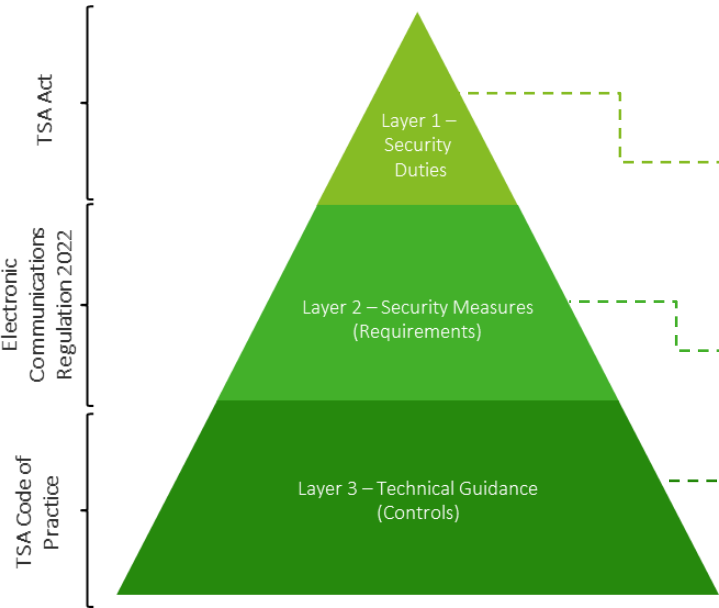 TSA Act
Layer 1 –
Security
Duties
Electronic
Communications
Regulation 2022
Layer 2 – Security Measures
(Requirements)
TSA Code of
Practice
Layer 3 – Technical Guidance
(Controls)